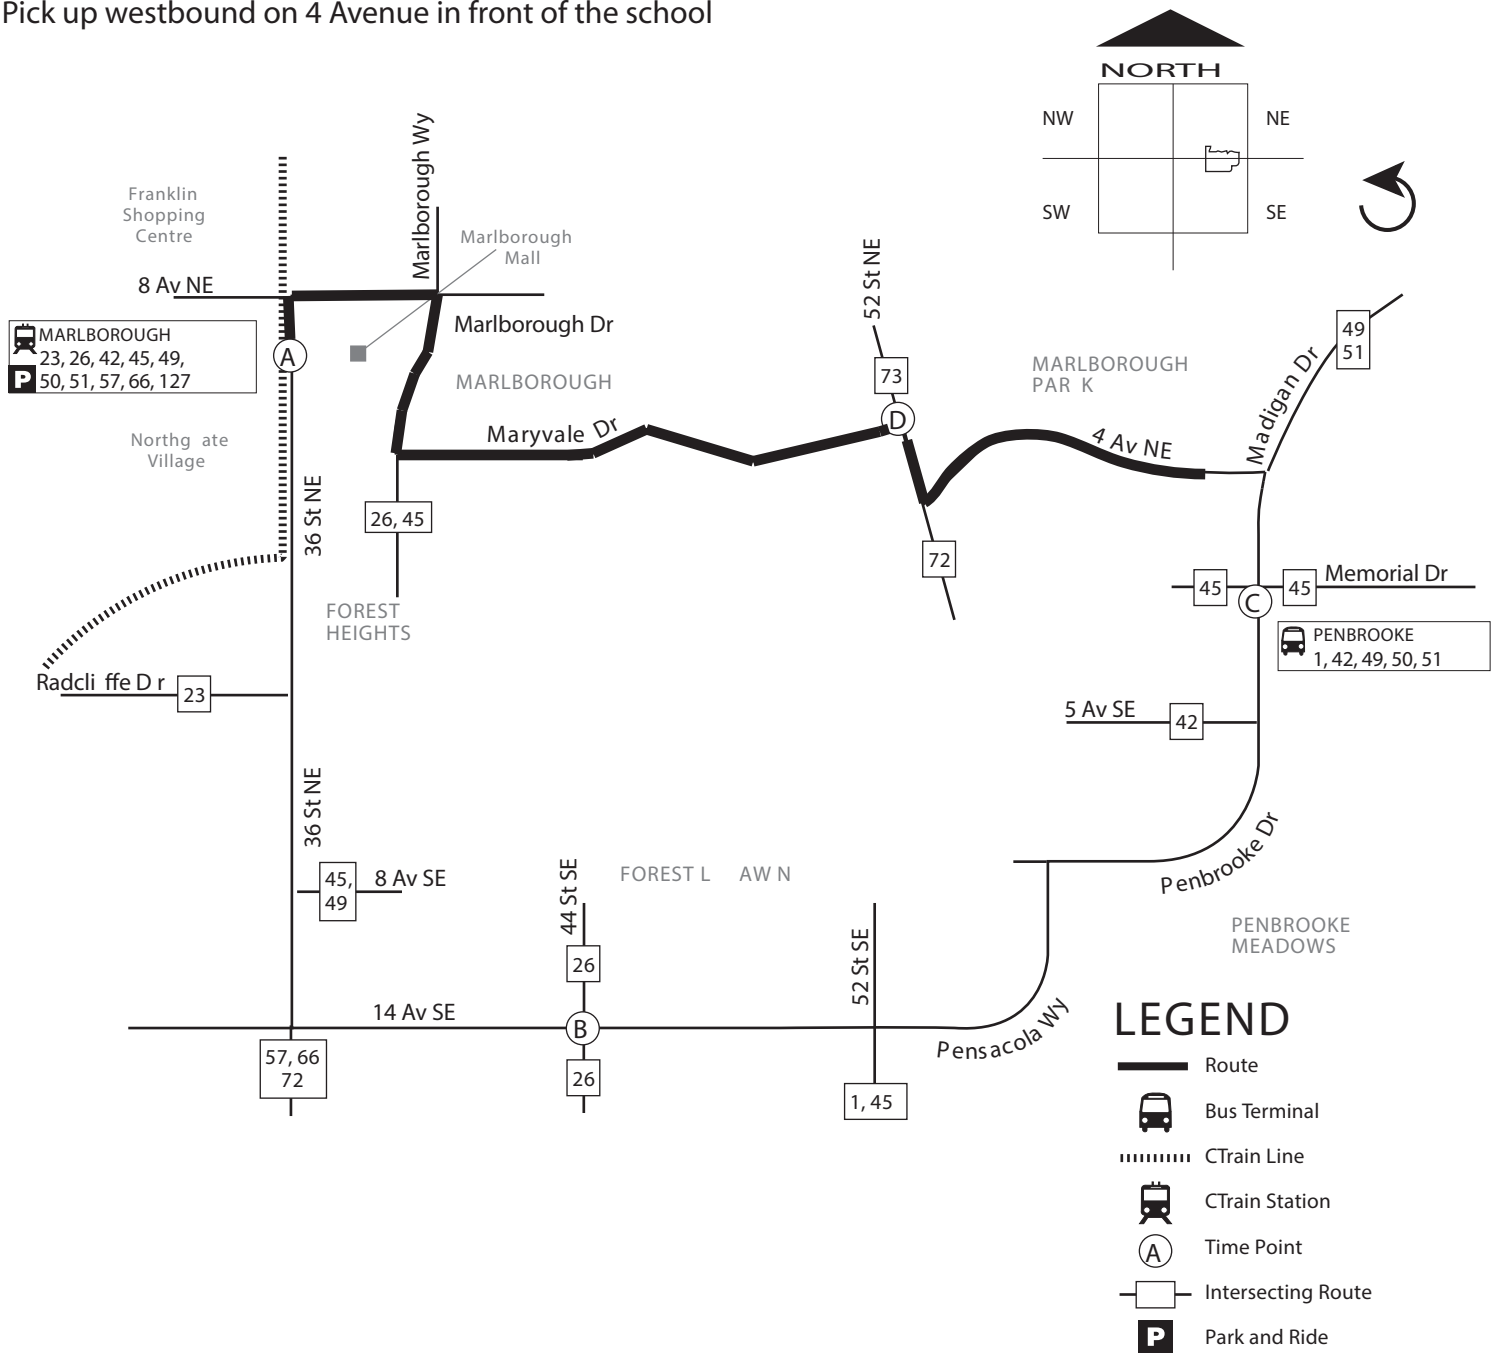 Pick up westbound on 4 Avenue in front of the school
NORTH
NW
NE
SW
SE
Franklin
Shopping
Centre
Marlborough Wy
Marlborough
Mall
8 Av NE
Marlborough Dr
52 St NE
MARLBOROUGH
23, 26, 42, 45, 49,
50, 51, 57, 66, 127
P
A
MARLBOROUGH
73
D
MARLBOROUGH
PAR K
49
51
Madigan Dr
Northg ate
Village
Maryvale Dr
4 Av NE
36 St NE
26, 45
72
FOREST
HEIGHTS
45
45
Memorial Dr
C
PENBROOKE
1, 42, 49, 50, 51
Radcli ffe D r
23
5 Av SE
42
36 St NE
45,
49
8 Av SE
44 St SE
FOREST L AW N
Penbrooke Dr
PENBROOKE
MEADOWS
26
52 St SE
14 Av SE
B
Pensacola Wy
57, 66
72
26
1, 45
LEGEND
Route
Bus Terminal
CTrain Line
CTrain Station
A
Time Point
Intersecting Route
P
Park and Ride